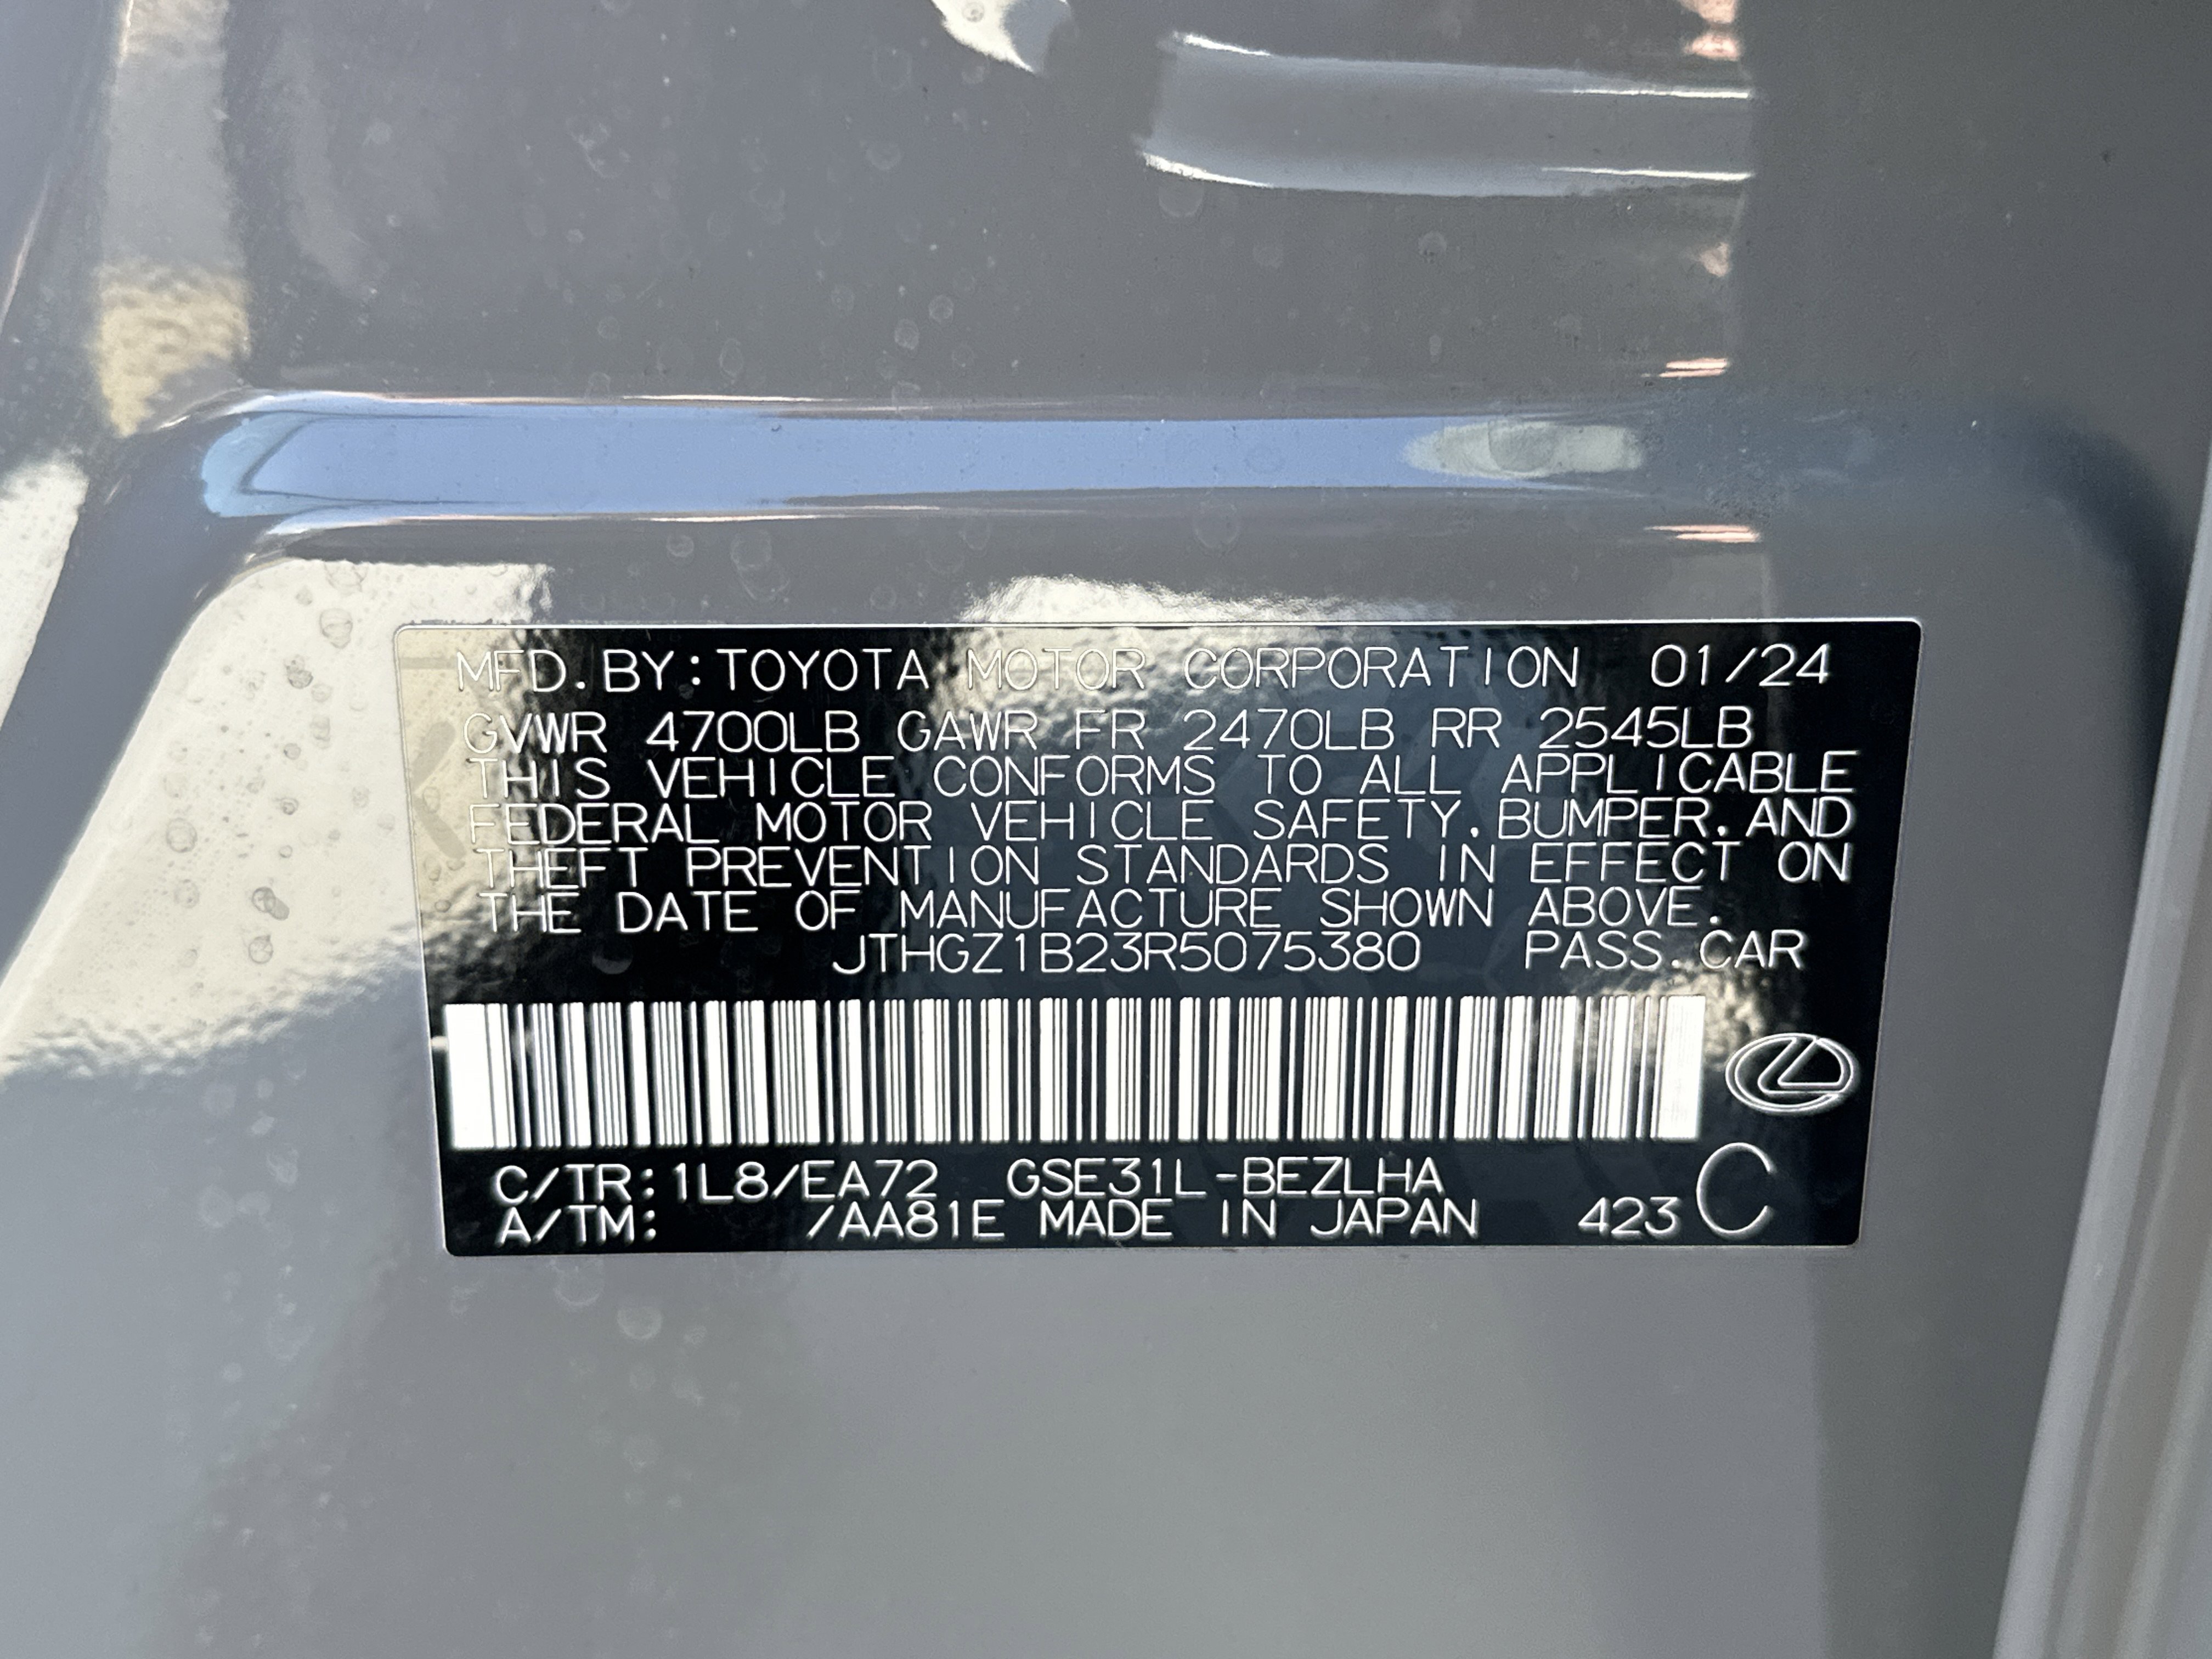 MFD.BY:TOYOTA MOTOR CORPORATION 01/24
GVWR 4700LB GAWR FR 2470LB RR 2545LB
THIS VEHICLE CONFORMS TO ALL APPLICABLE
FEDERAL MOTOR VEHICLE SAFETY.BUMPER.AND
THEFT PREVENTION STANDARDS IN EFFECT ON
THE DATE OF MANUFACTURE SHOWN ABOVE.
JTHGZ1B23R5075380 PASS.CAR
C/TR:1L8/EA72 GSE31L-BEZLHA
A/TM: /AA81E MADE IN JAPAN 423 C